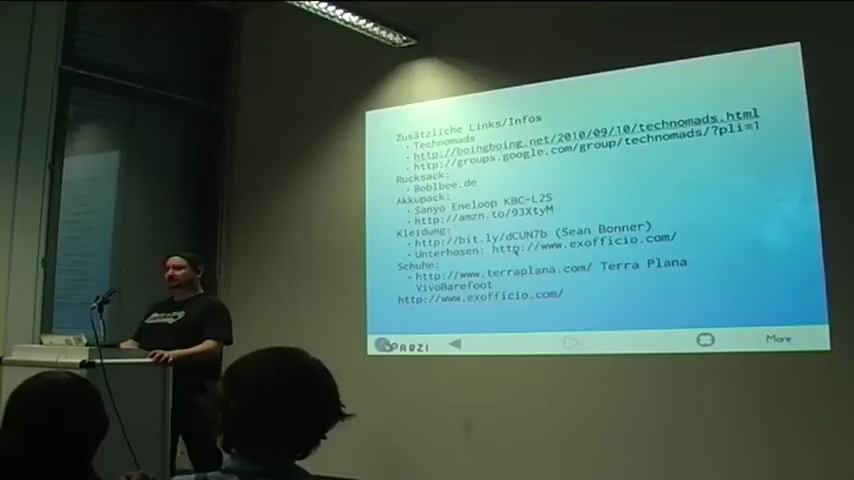 Zusätzliche Links/Infos
• Technomads
• http://boingboing.net/2010/09/10/technomads.html
• http://groups.google.com/group/technomads/?pli=1
Rucksack:
• Boblbee.de
Akkupack:
• Sanyo Eneloop KBC-L2S
• http://amzn.to/93XtyM
Kleidung:
• http://bit.ly/dCUN7b (Sean Bonner)
• Unterhosen: http://www.exofficio.com/
Schuhe:
• http://www.terraplana.com/ Terra Plana
VivoBarefoot
http://www.exofficio.com/
More